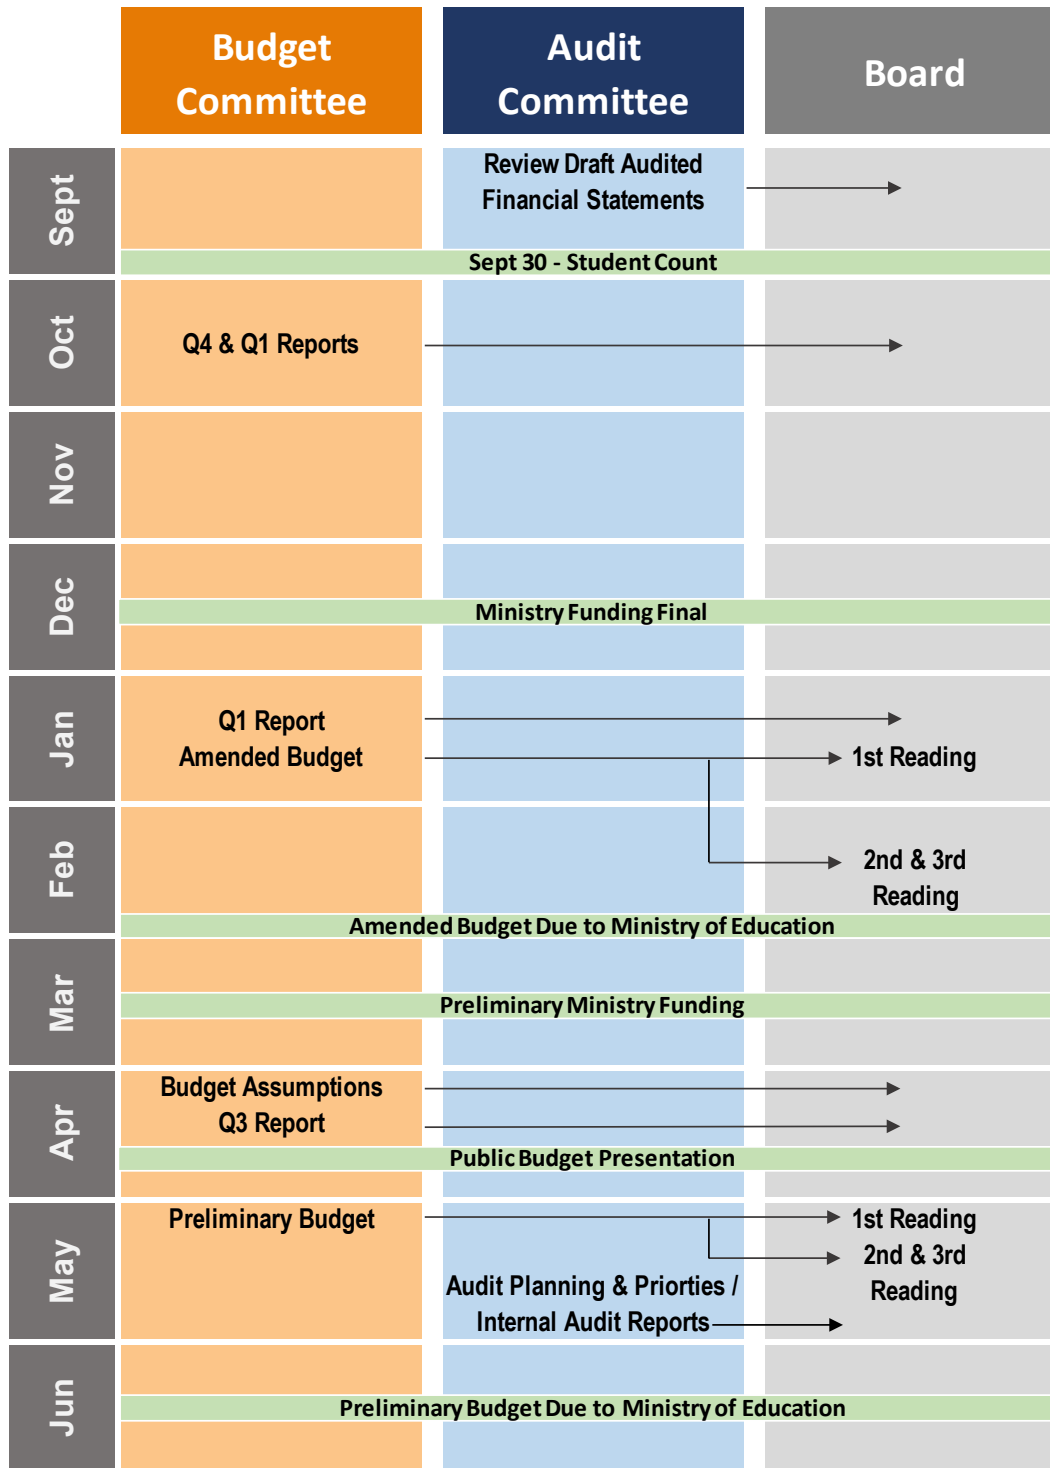 Budget
Committee
Audit
Committee
Board
Sept
Review Draft Audited
Financial Statements
Sept 30 - Student Count
Oct
Q4 & Q1 Reports
Nov
Dec
Ministry Funding Final
Jan
Q1 Report
Amended Budget
1st Reading
Feb
2nd & 3rd
Reading
Amended Budget Due to Ministry of Education
Mar
Preliminary Ministry Funding
Apr
Budget Assumptions
Q3 Report
Public Budget Presentation
May
Preliminary Budget
1st Reading
2nd & 3rd
Reading
Audit Planning & Priorties /
Internal Audit Reports
Jun
Preliminary Budget Due to Ministry of Education